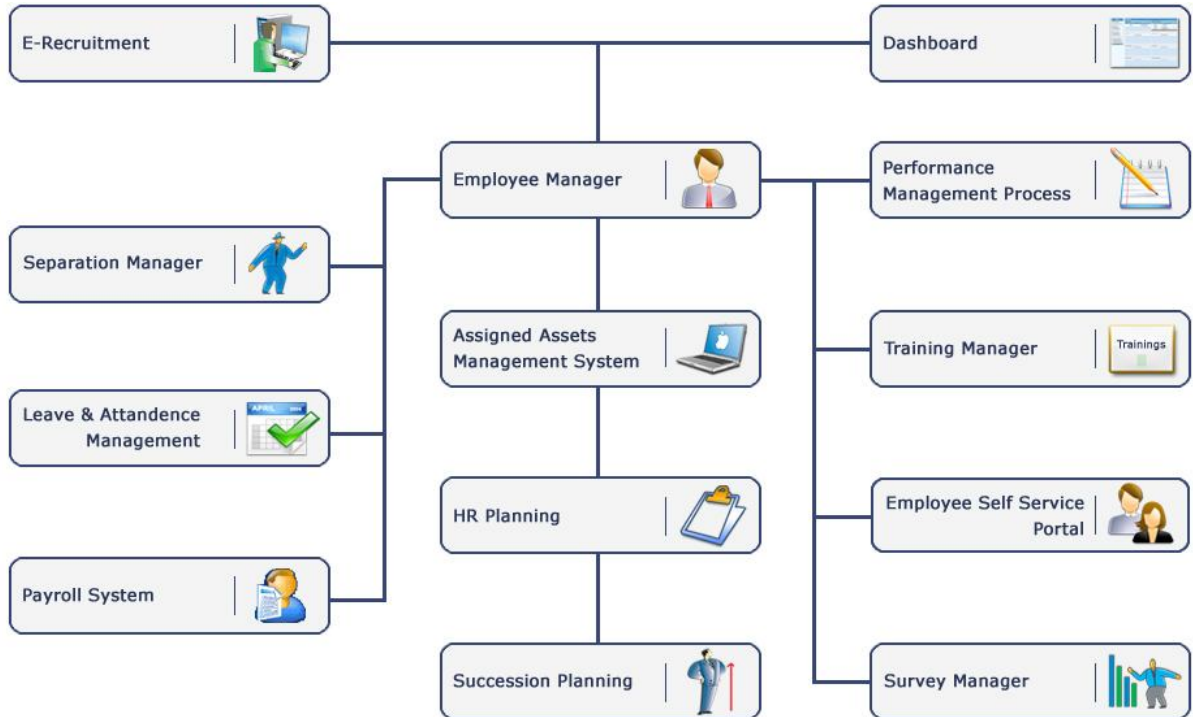 E-Recruitment
Dashboard
Employee Manager
Performance
Management Process
Separation Manager
Assigned Assets
Management System
Training Manager
Trainings
Leave & Attandence
Management
APRIL
HR Planning
Employee Self Service
Portal
Payroll System
Succession Planning
Survey Manager